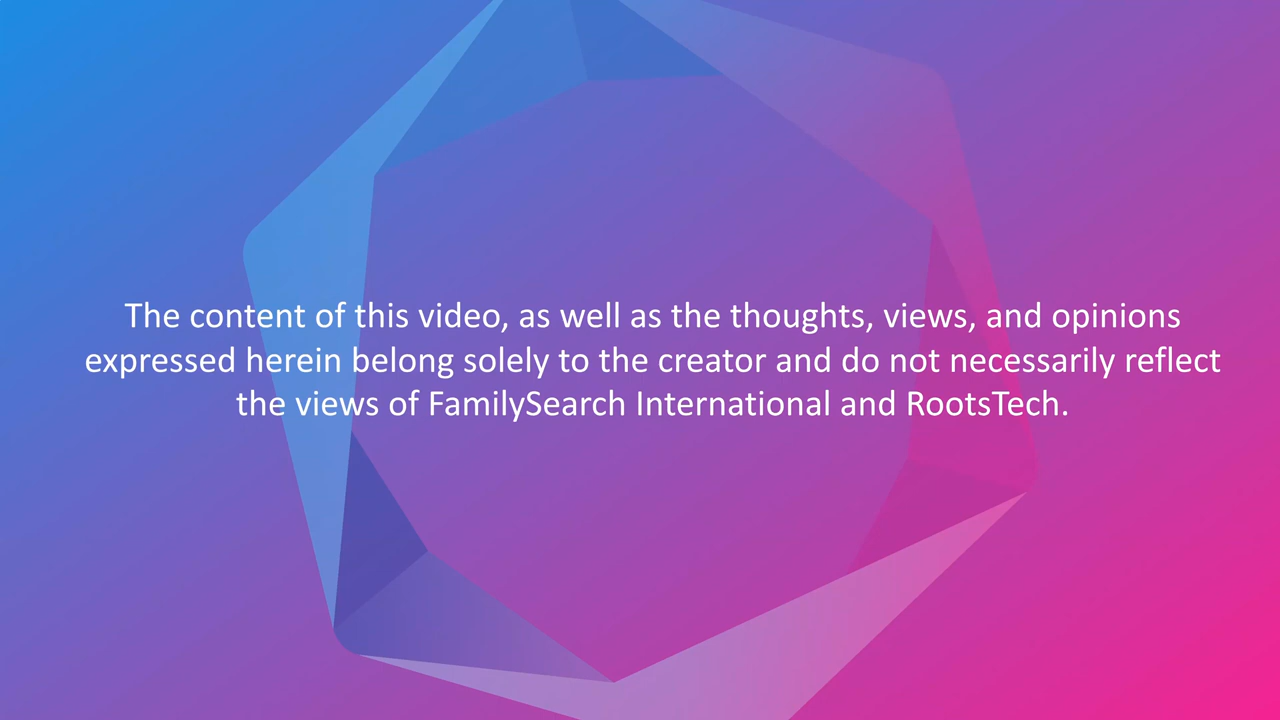 The content of this video, as well as the thoughts, views, and opinions
expressed herein belong solely to the creator and do not necessarily reflect
the views of FamilySearch International and RootsTech.